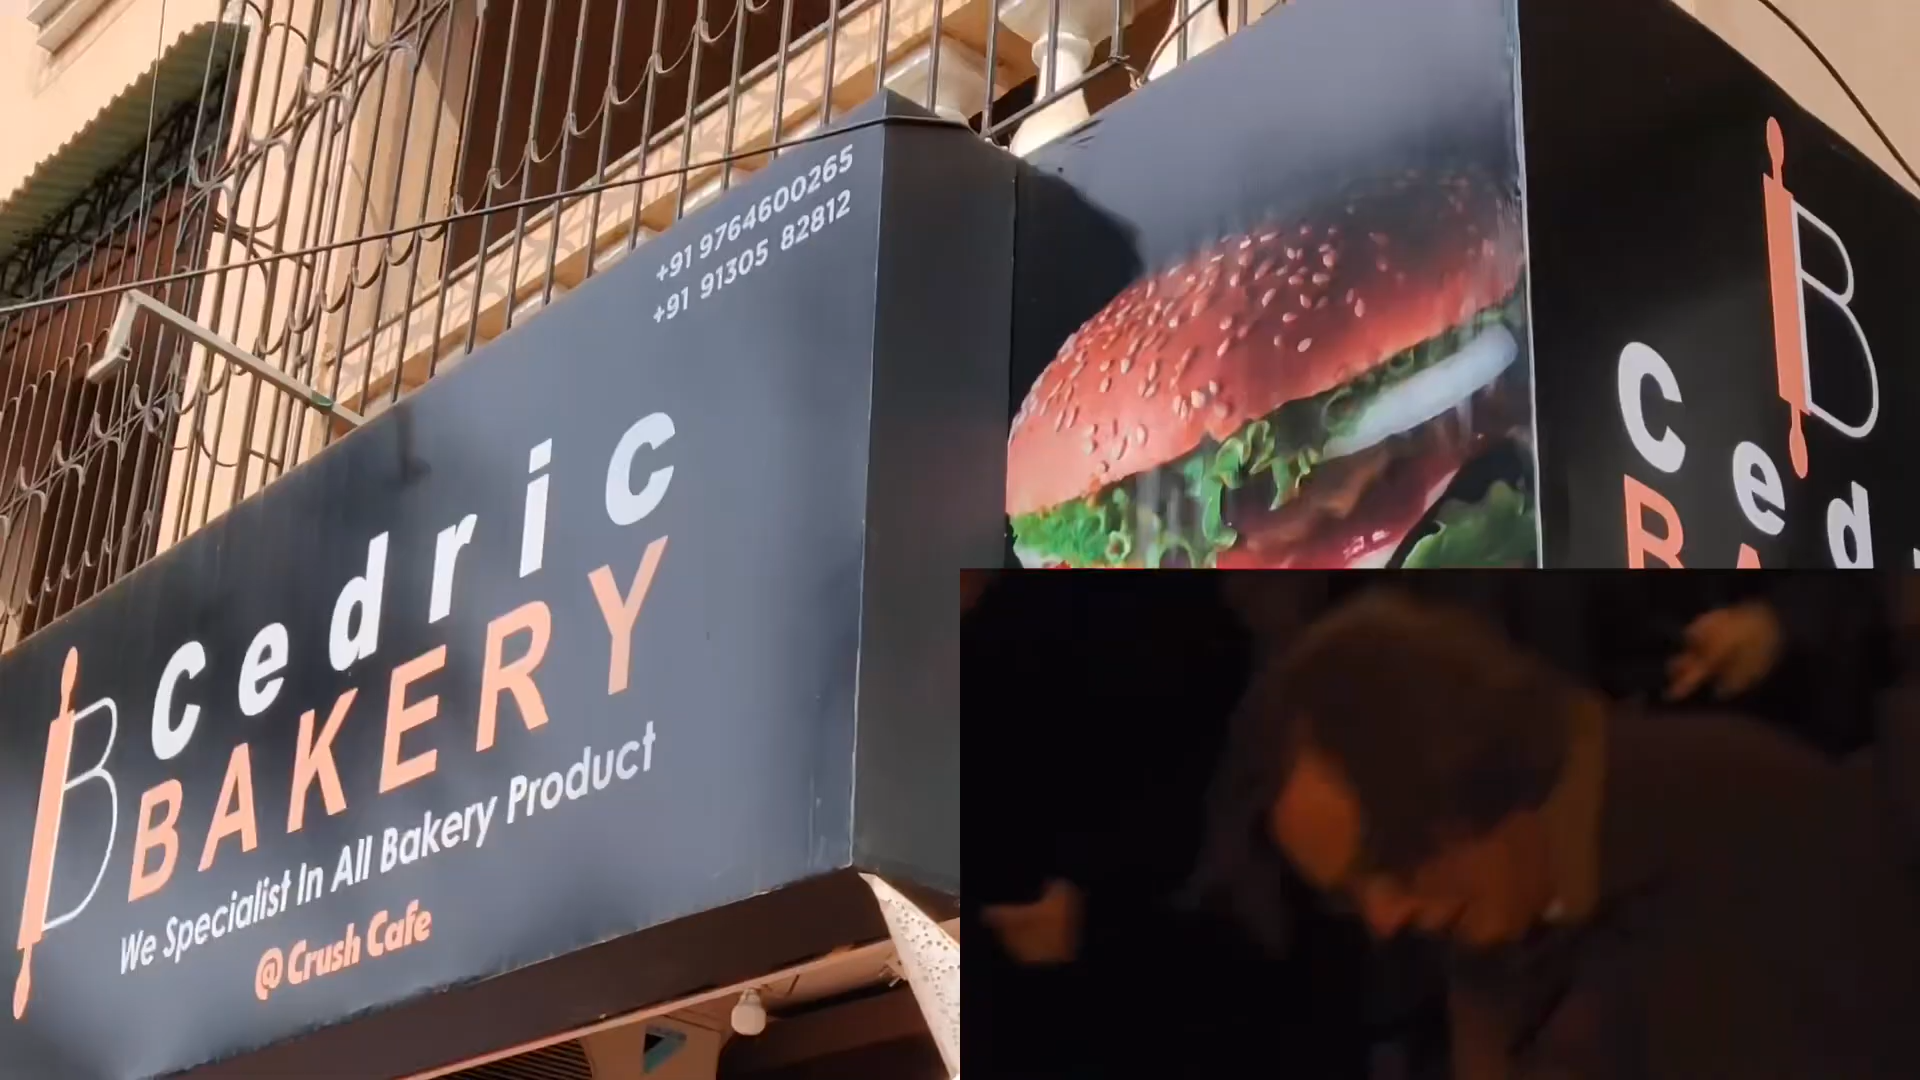 +91 9764600265
+91 91305 82812
cedric
BAKERY
We Specialist In All Bakery Product
@ Crush Cafe
B
ced